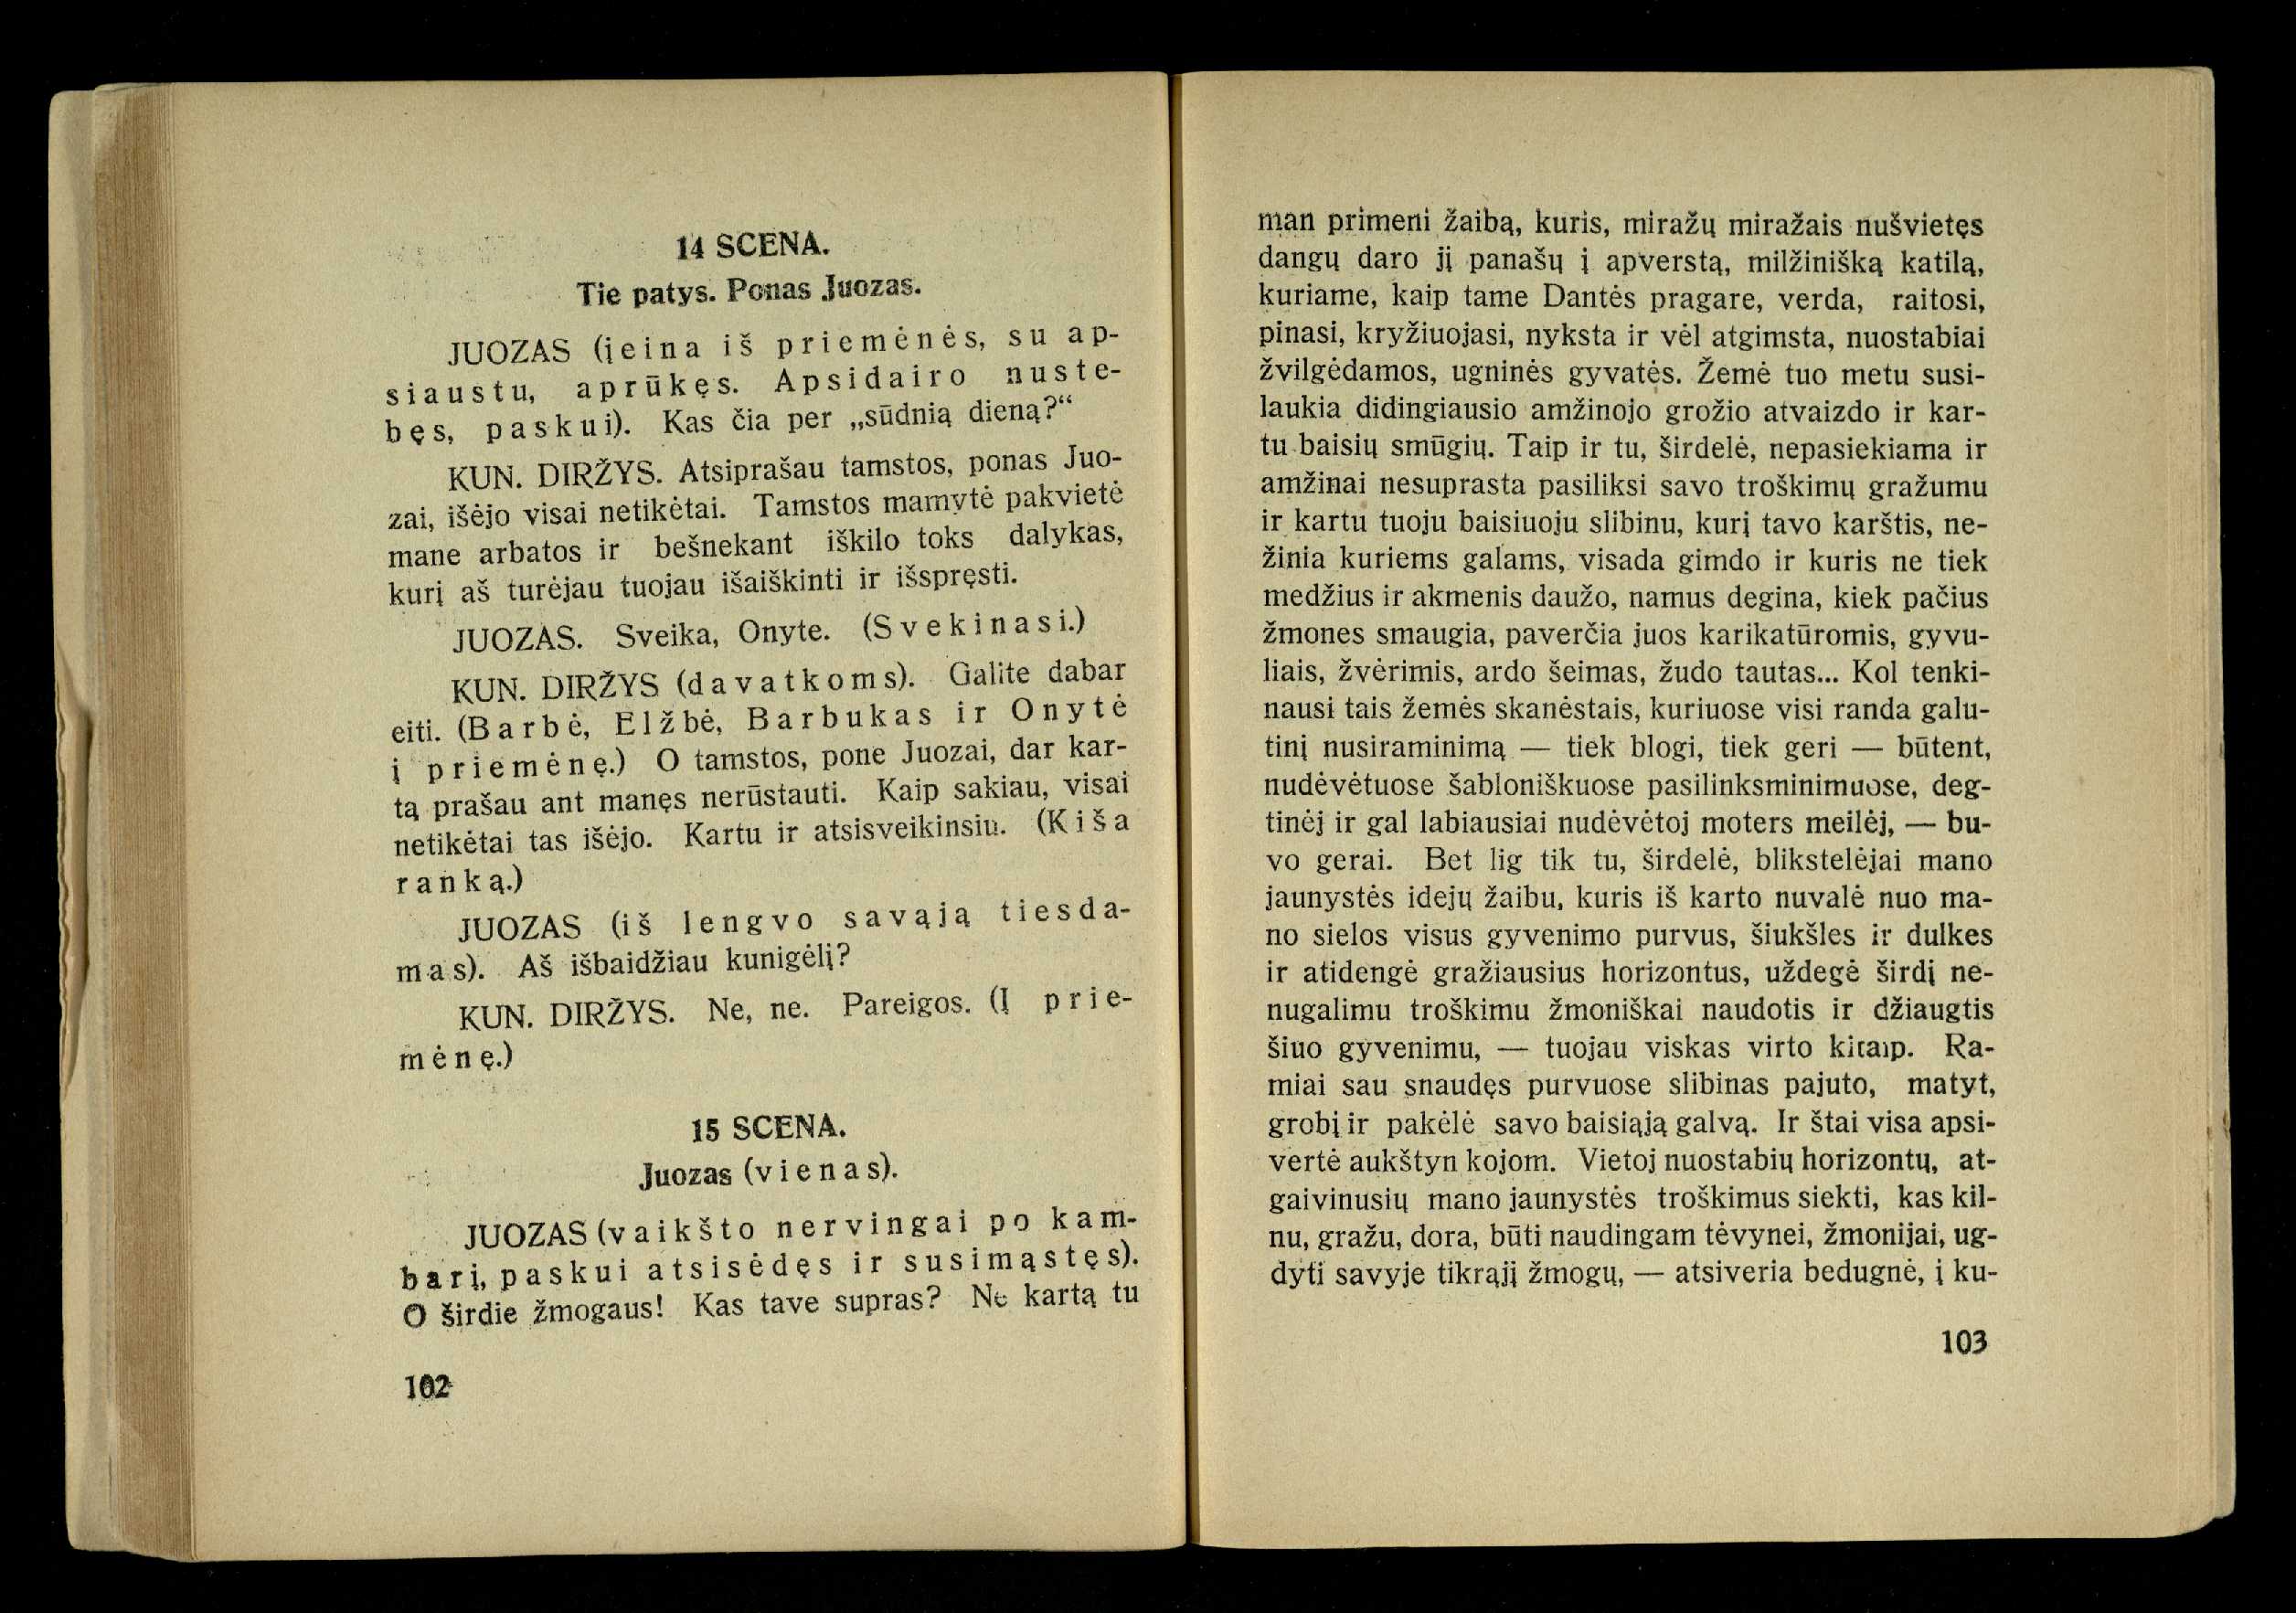 14 SCENA.
Tie patys. Ponas Juozas.
JUOZAS (įeina iš priemėnės, su ap-
siaustu, aprūkęs. Apsidairo nuste-
bęs, paskui). Kas čia per „sūdnią dieną?“
KUN. DIRŽYS. Atsiprašau tamstos, ponas Juo-
zai, išėjo visai netikėtai. Tamstos mamytė pakvietė
mane arbatos ir bešnekant iškilo toks dalykas,
kurį aš turėjau tuojau išaiškinti ir išspręsti.
JUOZAS. Sveika, Onyte. (Svekinasi.)
KUN. DIRŽYS (davatkoms). Galite dabar
eiti. (Barbė, Elžbė, Barbukas ir Onytė
į priemėnę.) O tamstos, pone Juozai, dar kar-
tą prašau ant manęs nerūstauti. Kaip sakiau, visai
netikėtai tas išėjo. Kartu ir atsisveikinsiu. (Kiša
ranką.)
JUOZAS (iš lengvo savąją tiesda-
mas). Aš išbaidžiau kunigėlį?
KUN. DIRŽYS. Ne, ne. Pareigos. (Į prie-
mėnę.)
15 SCENA.
Juozas (vienas).
JUOZAS (vaikšto nervingai po kam-
barį, paskui atsisėdęs ir susimąstęs).
O širdie žmogaus! Kas tave supras? Ne kartą tu
102
man primeni žaibą, kuris, miražų miražais nušvietęs
dangų daro jį panašų į apverstą, milžinišką katilą,
kuriame, kaip tame Dantės pragare, verda, raitosi,
pinasi, kryžiuojasi, nyksta ir vėl atgimsta, nuostabiai
žvilgėdamos, ugninės gyvatės. Žemė tuo metu susi-
laukia didingiausio amžinojo grožio atvaizdo ir kar-
tu baisių smūgių. Taip ir tu, širdelė, nepasiekiama ir
amžinai nesuprasta pasiliksi savo troškimų gražumu
ir kartu tuoju baisiuoju slibinu, kurį tavo karštis, ne-
žinia kuriems galams, visada gimdo ir kuris ne tiek
medžius ir akmenis daužo, namus degina, kiek pačius
žmones smaugia, paverčia juos karikatūromis, gyvu-
liais, žvėrimis, ardo šeimas, žudo tautas... Kol tenki-
nausi tais žemės skanėstais, kuriuose visi randa galu-
tinį nusiraminimą — tiek blogi, tiek geri — būtent,
nudėvėtuose šabloniškuose pasilinksminimuose, deg-
tinėj ir gal labiausiai nudėvėtoj moters meilėj, — bu-
vo gerai. Bet lig tik tu, širdelė, blikstelėjai mano
jaunystės idejų žaibu, kuris iš karto nuvalė nuo ma-
no sielos visus gyvenimo purvus, šiukšles ir dulkes
ir atidengė gražiausius horizontus, uždegė širdį ne-
nugalimu troškimu žmoniškai naudotis ir džiaugtis
šiuo gyvenimu, — tuojau viskas virto kitaip. Ra-
miai sau snaudęs purvuose slibinas pajuto, matyt,
grobį ir pakėlė savo baisiąją galvą. Ir štai visa apsi-
vertė aukštyn kojom. Vietoj nuostabių horizontų, at-
gaivinusių mano jaunystės troškimus siekti, kas kil-
nu, gražu, dora, būti naudingam tėvynei, žmonijai, ug-
dyti savyje tikrąjį žmogų, — atsiveria bedugnė, į ku-
103